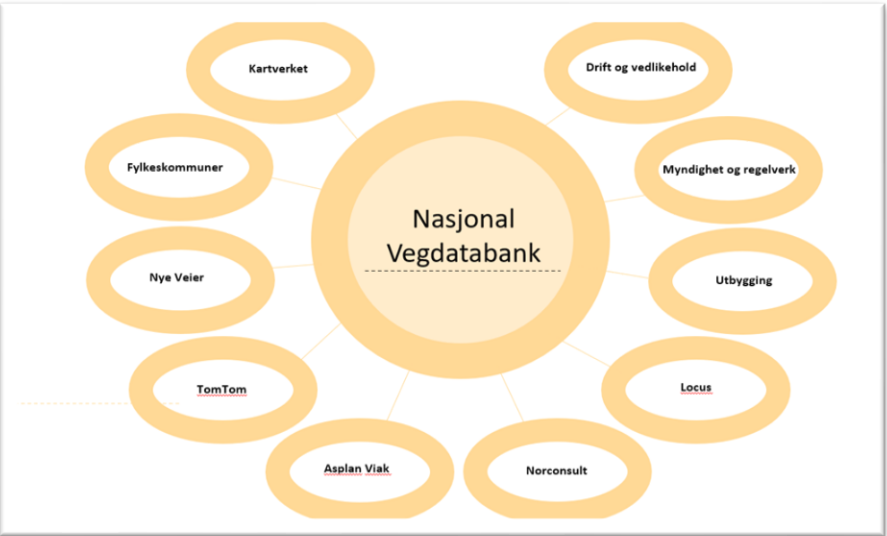 Kartverket
Drift og vedlikehold
Fylkeskommuner
Myndighet og regelverk
Nasjonal
Vegdatabank
Nye Veier
Utbygging
TomTom
Locus
Asplan Viak
Norconsult